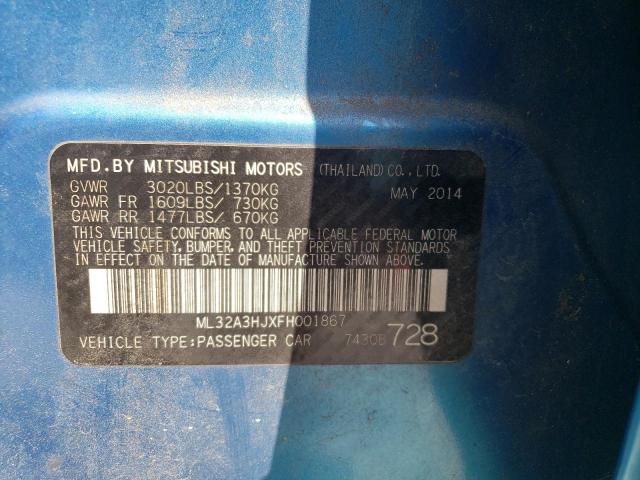 MFD.BY MITSUBISHI MOTORS (THAILAND)CO.,LTD.
GVWR 3020LBS/1370KG MAY 2014
GAWR FR 1609LBS/ 730KG
GAWR RR 1477LBS/ 670KG
THIS VEHICLE CONFORMS TO ALL APPLICABLE FEDERAL MOTOR
VEHICLE SAFETY, BUMPER, AND THEFT PREVENTION STANDARDS
IN EFFECT ON THE DATE OF MANUFACTURE SHOWN ABOVE.
ML32A3HJXFH001867
VEHICLE TYPE:PASSENGER CAR 728